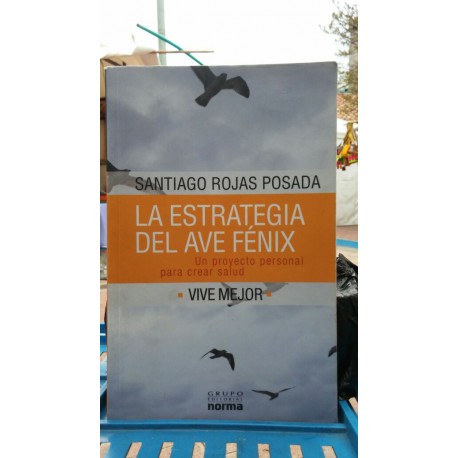 SANTIAGO ROJAS POSADA
LA ESTRATEGIA
DEL AVE FÉNIX
Un proyecto personal
para crear salud
▪ VIVE MEJOR ▪
GRUPO
EDITORIAL
norma